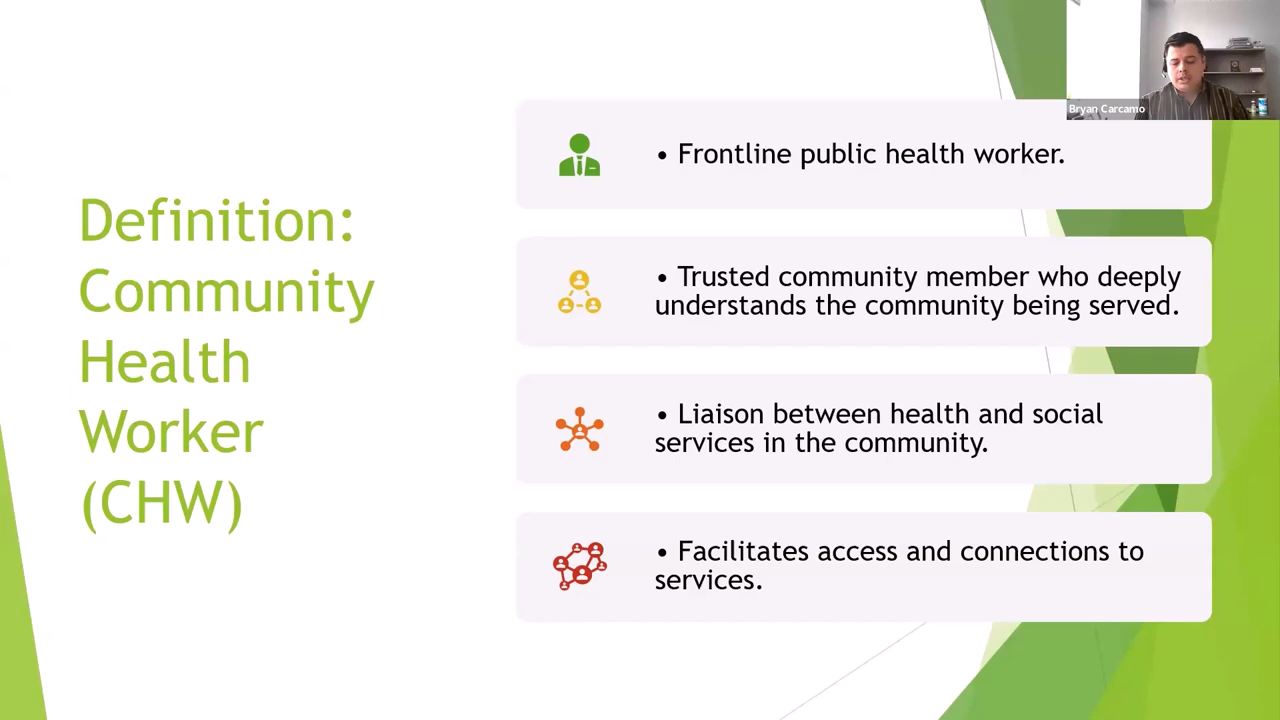 Definition:
Community
Health
Worker
(CHW)
• Frontline public health worker.
• Trusted community member who deeply
understands the community being served.
• Liaison between health and social
services in the community.
• Facilitates access and connections to
services.
Bryan Carcamo